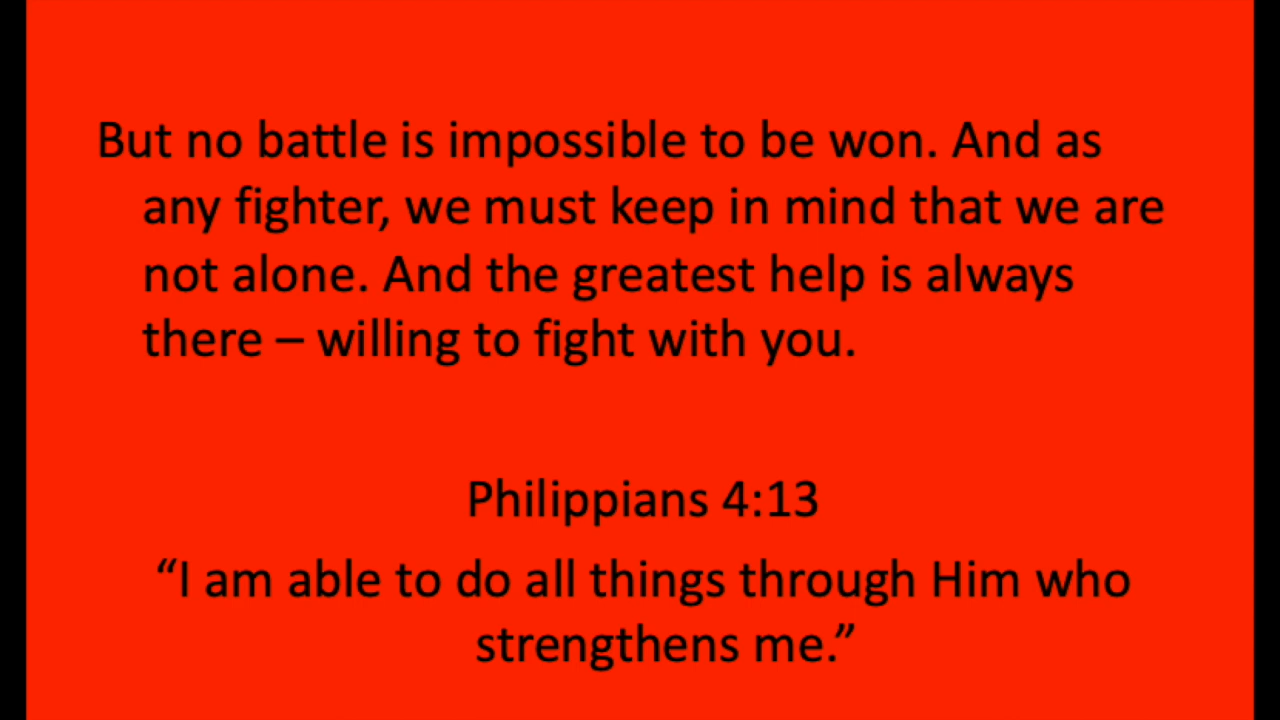 But no battle is impossible to be won. And as
any fighter, we must keep in mind that we are
not alone. And the greatest help is always
there – willing to fight with you.
Philippians 4:13
“I am able to do all things through Him who
strengthens me.”